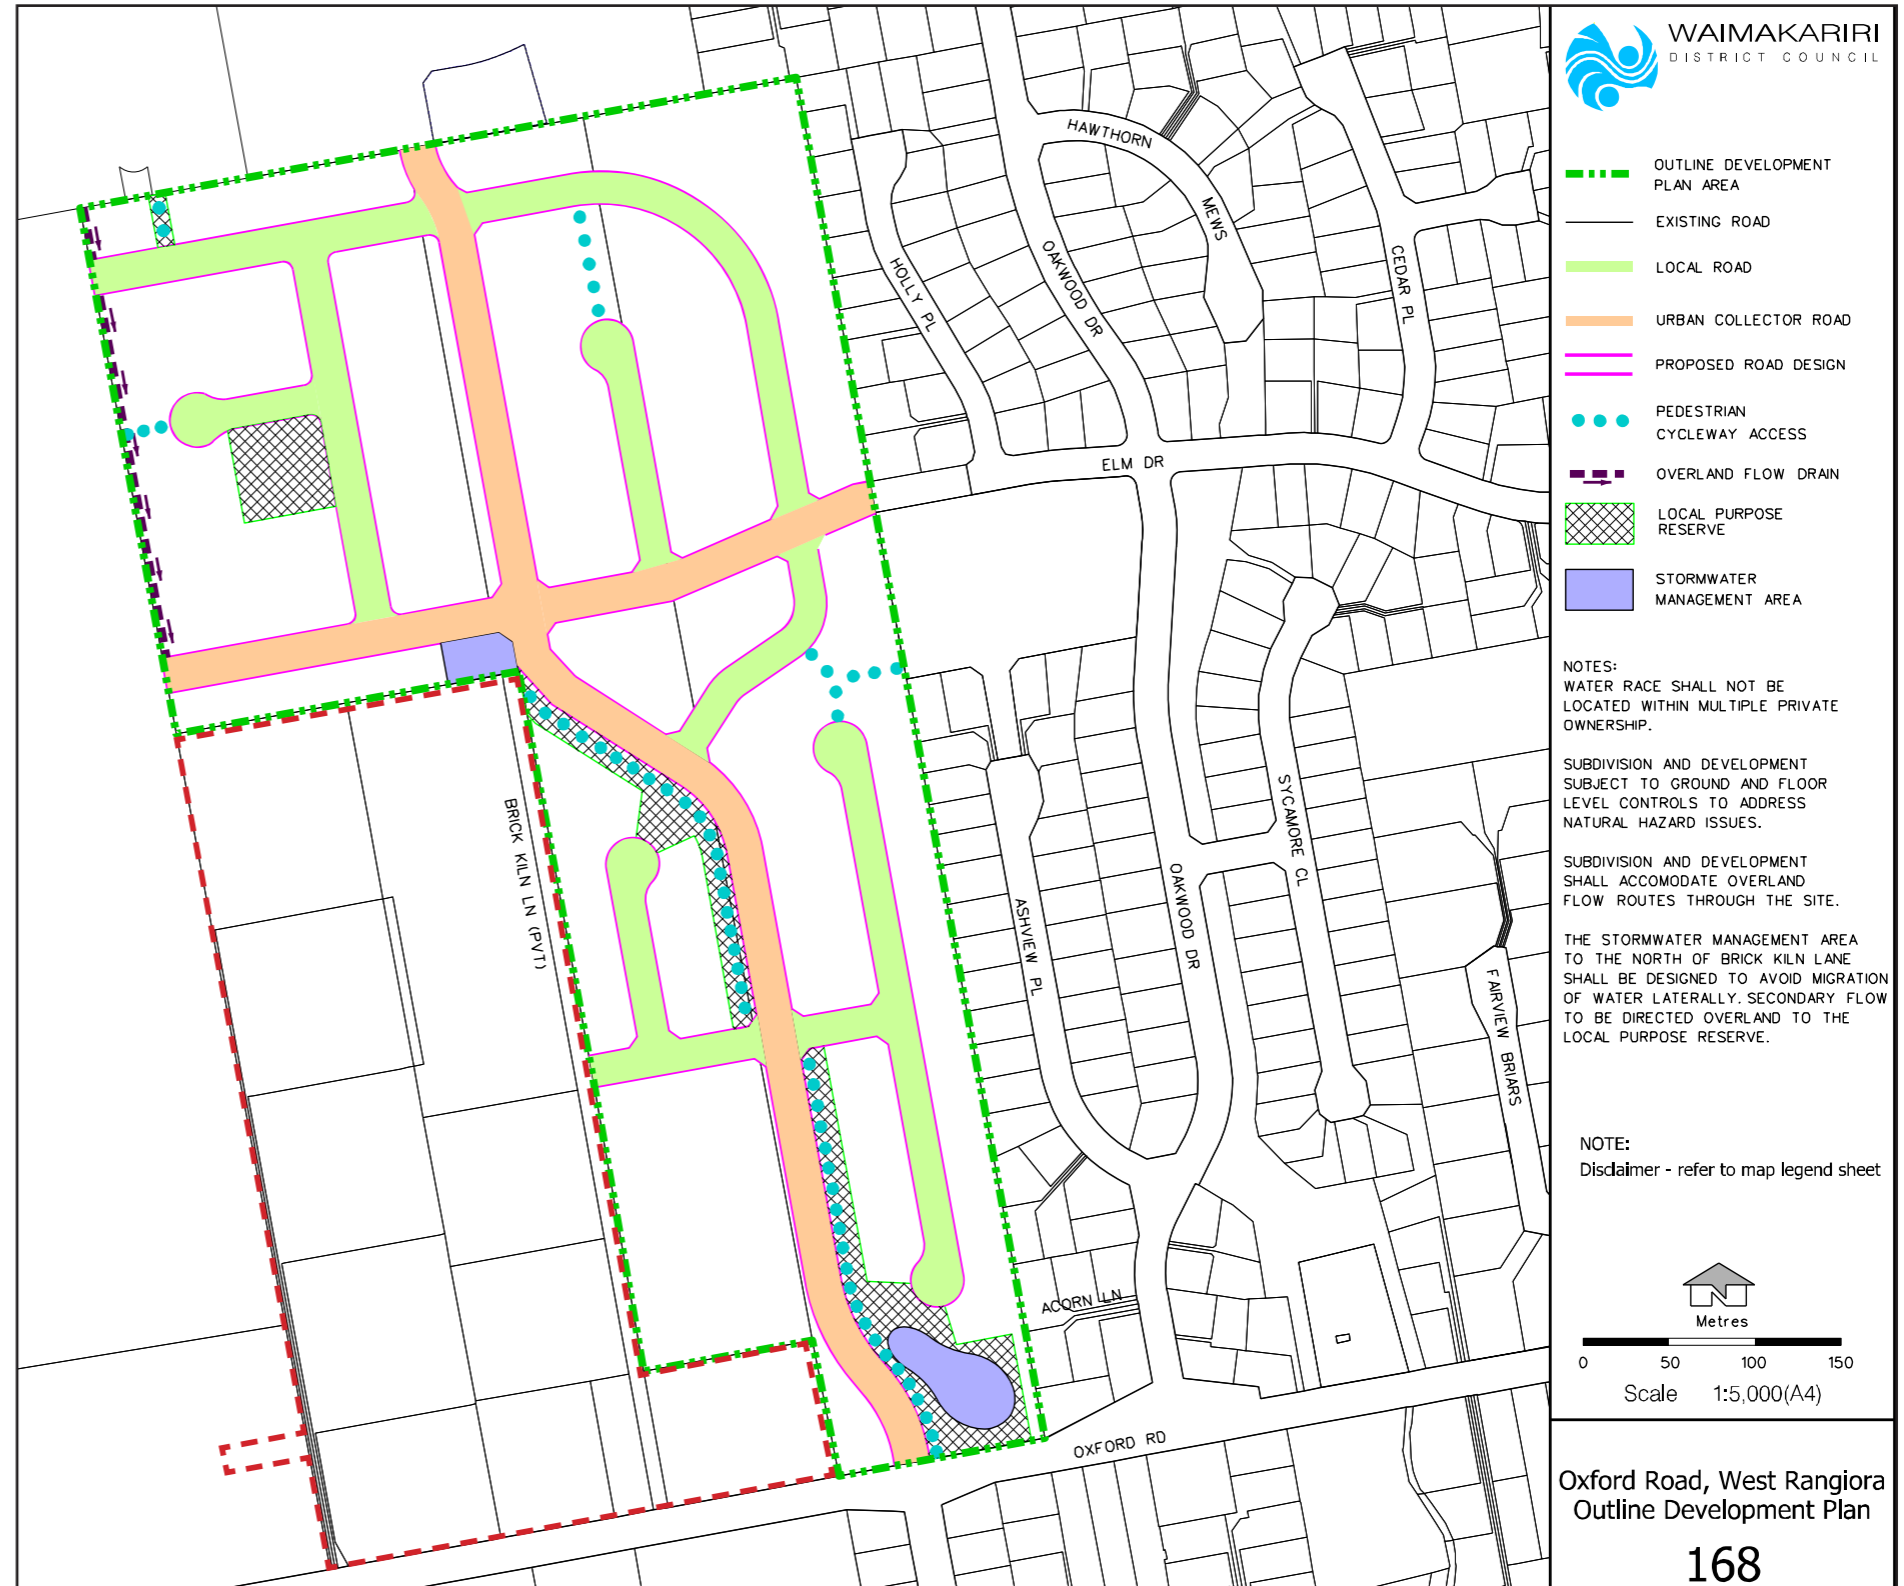 WAIMAKARIRI
DISTRICT COUNCIL
OUTLINE DEVELOPMENT
PLAN AREA
EXISTING ROAD
LOCAL ROAD
URBAN COLLECTOR ROAD
PROPOSED ROAD DESIGN
PEDESTRIAN
CYCLEWAY ACCESS
OVERLAND FLOW DRAIN
LOCAL PURPOSE
RESERVE
STORMWATER
MANAGEMENT AREA
NOTES:
WATER RACE SHALL NOT BE
LOCATED WITHIN MULTIPLE PRIVATE
OWNERSHIP.
SUBDIVISION AND DEVELOPMENT
SUBJECT TO GROUND AND FLOOR
LEVEL CONTROLS TO ADDRESS
NATURAL HAZARD ISSUES.
SUBDIVISION AND DEVELOPMENT
SHALL ACCOMODATE OVERLAND
FLOW ROUTES THROUGH THE SITE.
THE STORMWATER MANAGEMENT AREA
TO THE NORTH OF BRICK KILN LANE
SHALL BE DESIGNED TO AVOID MIGRATION
OF WATER LATERALLY. SECONDARY FLOW
TO BE DIRECTED OVERLAND TO THE
LOCAL PURPOSE RESERVE.
NOTE:
Disclaimer - refer to map legend sheet
N
Metres
0 50 100 150
Scale 1:5,000(A4)
Oxford Road, West Rangiora
Outline Development Plan
168
HAWTHORN
MEWS
HOLLY PL
OAKWOOD DR
CEDAR PL
ELM DR
BRICK KILN LN (PVT)
SYCAMORE CL
ASHVIEW PL
OAKWOOD DR
FAIRVIEW BRIARS
ACORN LN
OXFORD RD